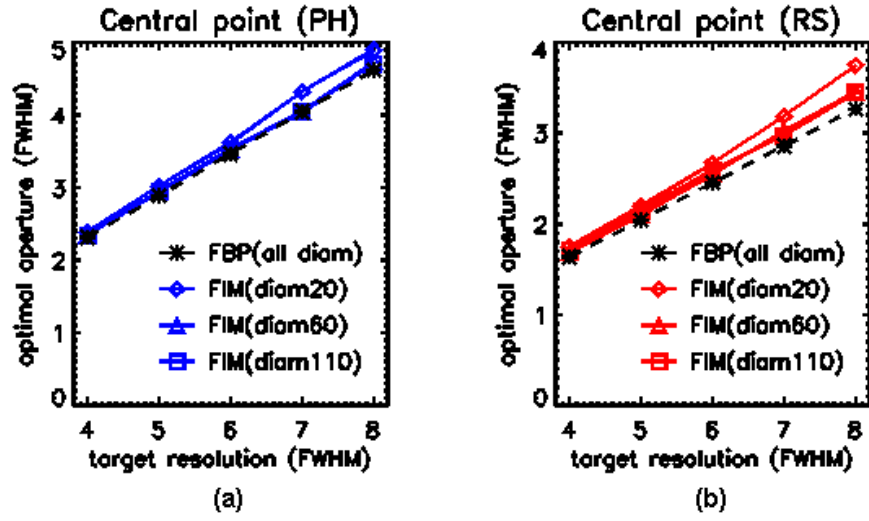 Central point (PH)
optimal aperture (FWHM)
5
4
3
2
1
0
FBP(all diam)
FIM(diam20)
FIM(diam60)
FIM(diam110)
4 5 6 7 8
target resolution (FWHM)
(a)
Central point (RS)
optimal aperture (FWHM)
4
3
2
1
0
FBP(all diam)
FIM(diam20)
FIM(diam60)
FIM(diam110)
4 5 6 7 8
target resolution (FWHM)
(b)